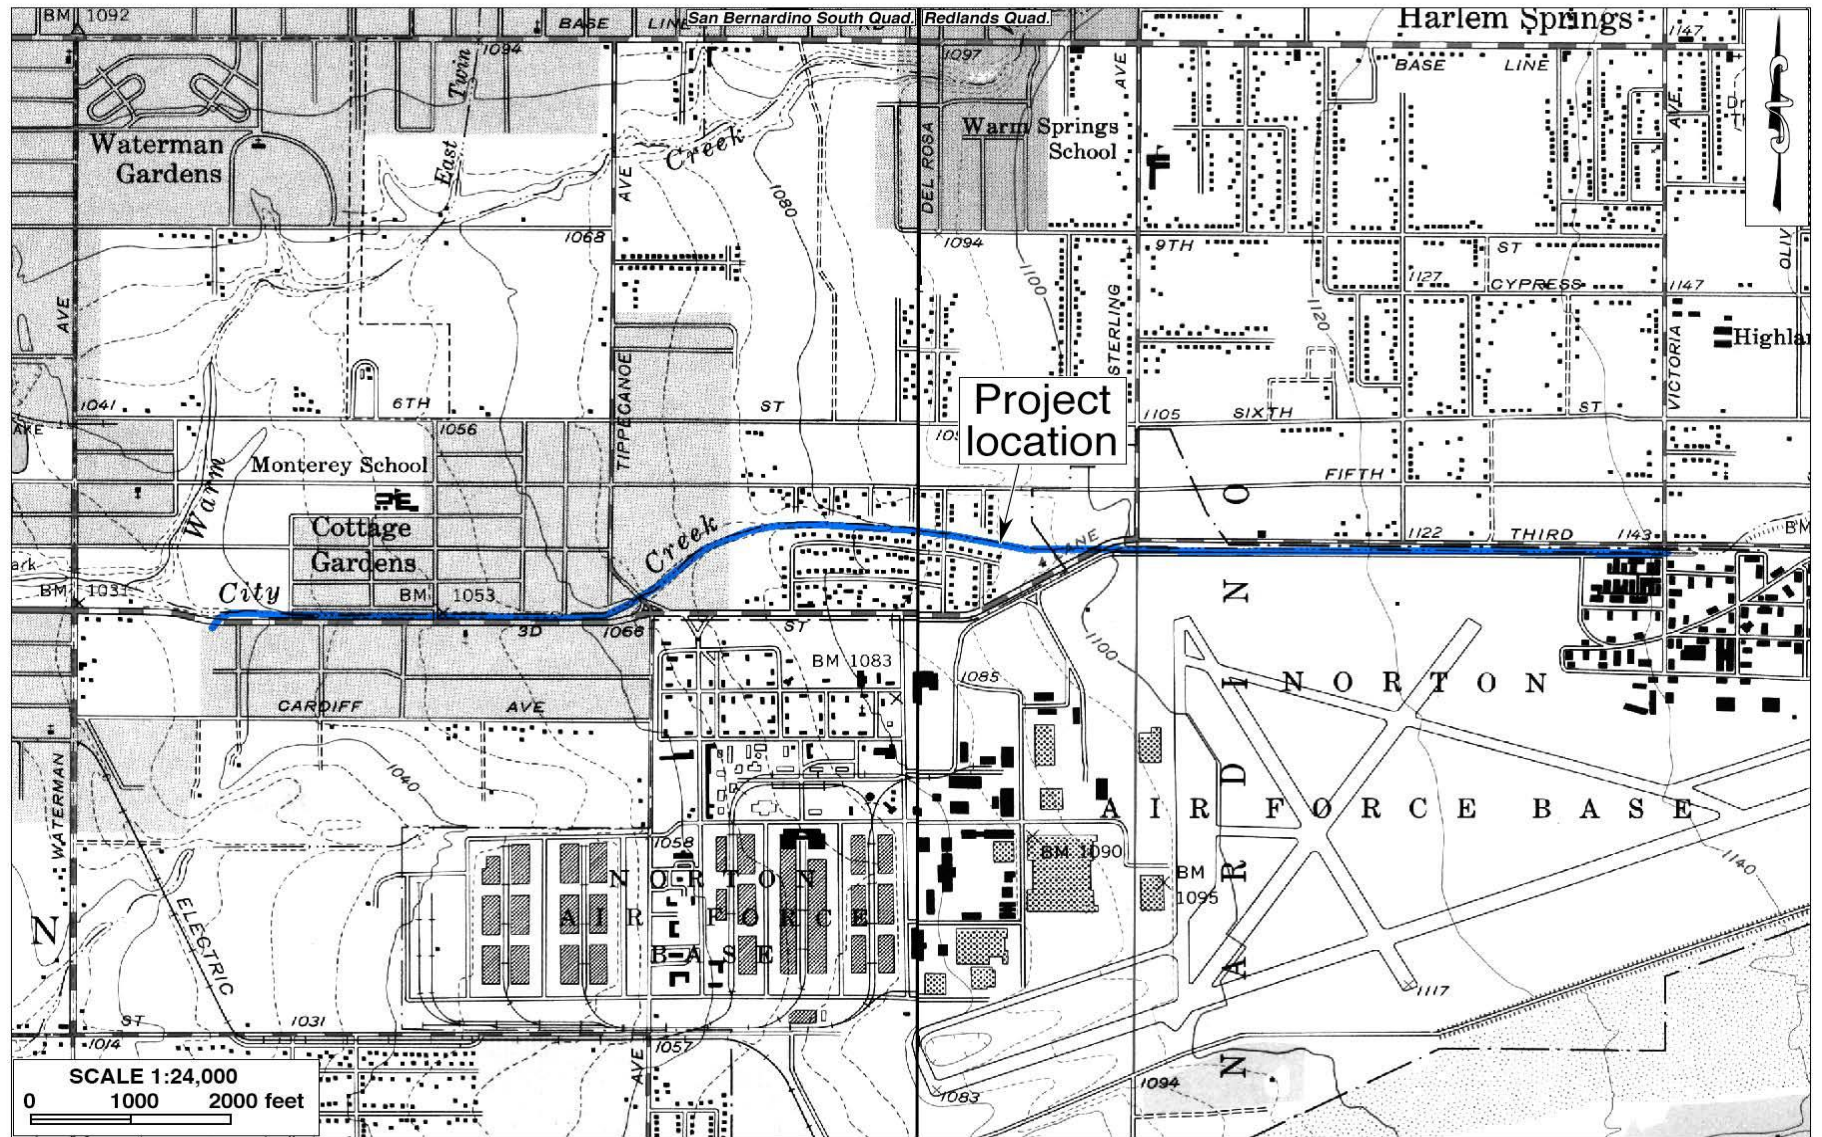 BM 1092
BASE LINE RD
San Bernardino South Quad.
Redlands Quad.
Harlem Springs
1147
1094
1097
AVE
BASE LINE
AVE
East Twin Creek
Waterman
Gardens
Warm Springs
School
DEL ROSA
AVE
1080
1068
1094
9TH ST
OLIV
1100
1127
CYPRESS
1147
AVE
1120
STERLING
VICTORIA
Highla
TIPPECANOE
1041
6TH ST
Project
location
1105
SIXTH ST
1056
Monterey School
FIFTH
Warm
Cottage
Gardens
Creek
LANE
1122
THIRD
1143
BM
ark
BM 1031
City
BM 1053
3D ST
1066
1100
BM 1083
1085
NORTON
CARDIFF AVE
WATERMAN
1040
AIR FORCE BASE
1058
BM 1090
1140
NORTON
BM
1095
AIR FORCE
BASE
N
ELECTRIC
N O I D R A N
1117
ST
1031
1014
1057
AVE
1094
1083
SCALE 1:24,000
0 1000 2000 feet